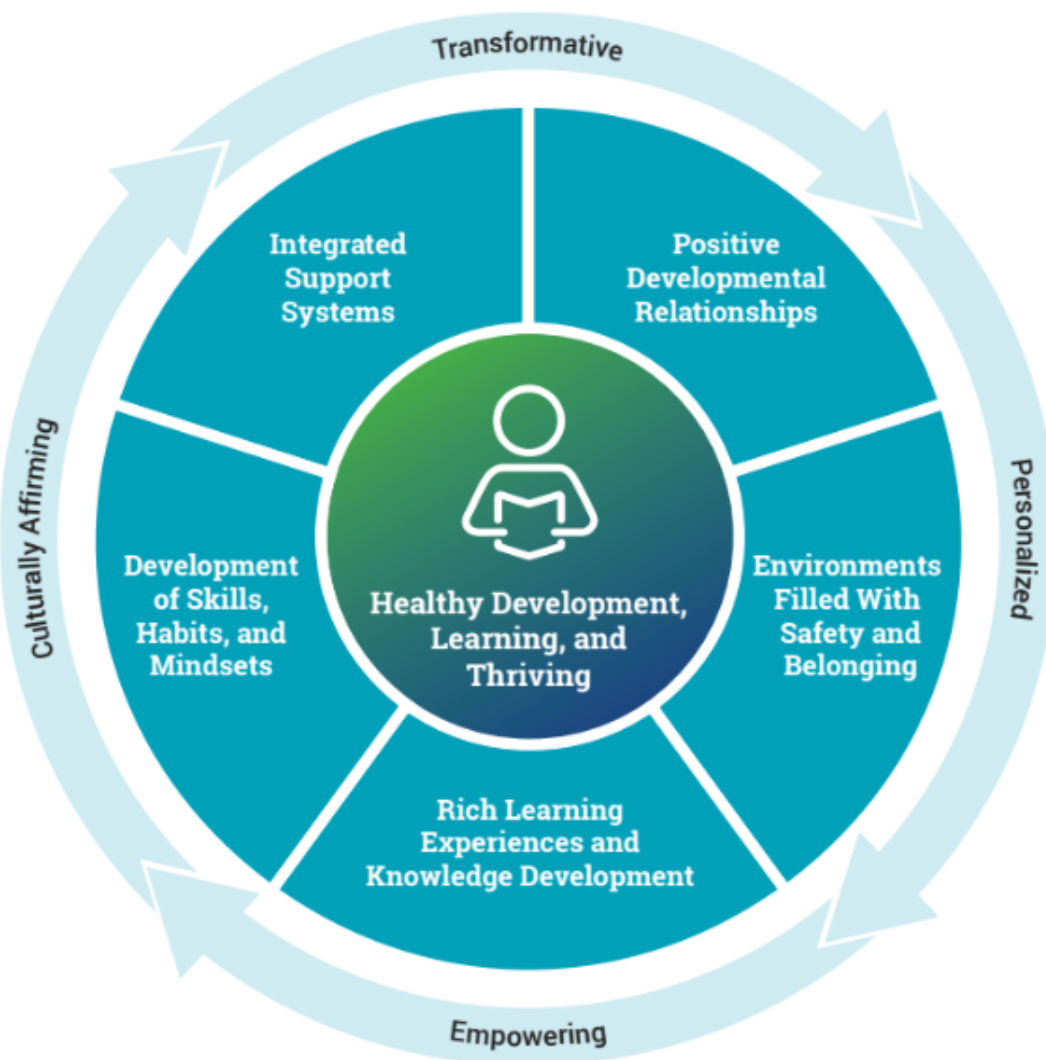 Transformative
Integrated
Support
Systems
Positive
Developmental
Relationships
Culturally Affirming
Personalized
Development
of Skills,
Habits, and
Mindsets
Healthy Development,
Learning, and
Thriving
Environments
Filled With
Safety and
Belonging
Rich Learning
Experiences and
Knowledge Development
Empowering